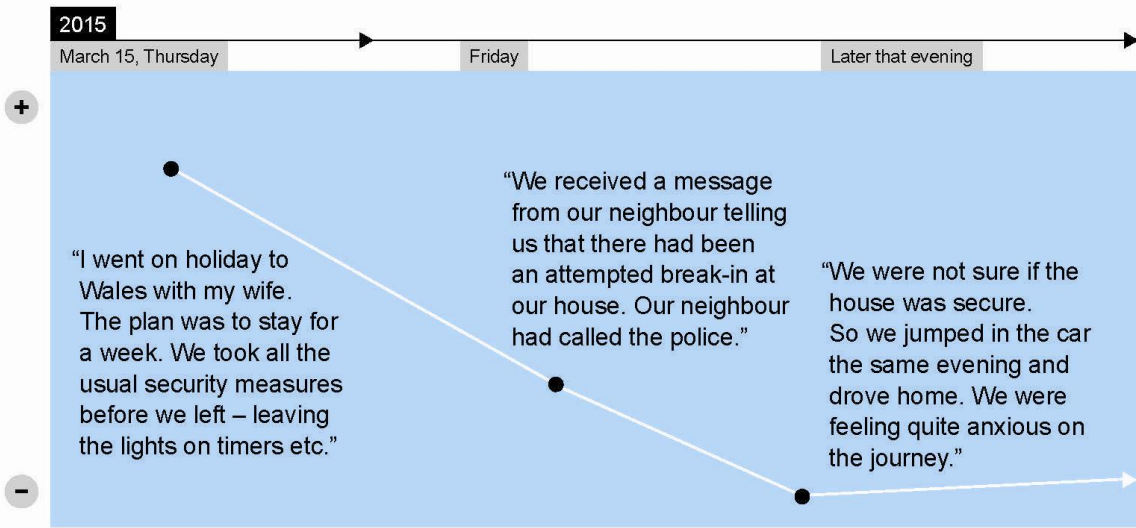 2015
March 15, Thursday
Friday
Later that evening
+
“I went on holiday to
Wales with my wife.
The plan was to stay for
a week. We took all the
usual security measures
before we left – leaving
the lights on timers etc.”
“We received a message
from our neighbour telling
us that there had been
an attempted break-in at
our house. Our neighbour
had called the police.”
“We were not sure if the
house was secure.
So we jumped in the car
the same evening and
drove home. We were
feeling quite anxious on
the journey.”
–